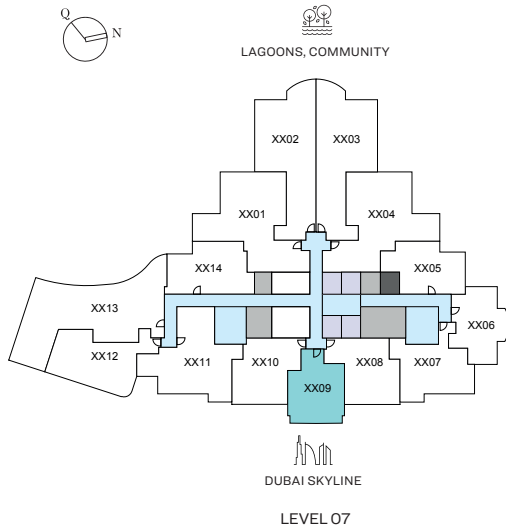 Q
N
LAGOONS, COMMUNITY
XX02
XX03
XX01
XX04
XX14
XX05
XX13
XX06
XX12
XX11
XX10
XX08
XX07
XX09
DUBAI SKYLINE
LEVEL 07